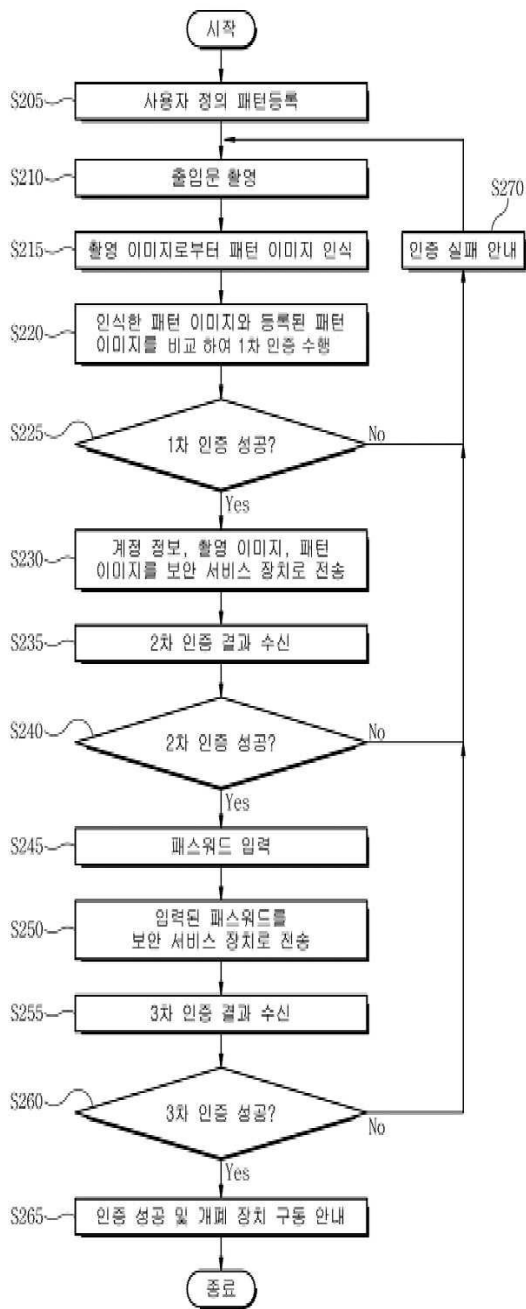 시작
S205
사용자 정의 패턴등록
S210
출입문 촬영
S270
인증 실패 안내
S215
촬영 이미지로부터 패턴 이미지 인식
S220
인식한 패턴 이미지와 등록된 패턴
이미지를 비교 하여 1차 인증 수행
S225
1차 인증 성공?
No
Yes
S230
계정 정보, 촬영 이미지, 패턴
이미지를 보안 서비스 장치로 전송
S235
2차 인증 결과 수신
S240
2차 인증 성공?
No
Yes
S245
패스워드 입력
S250
입력된 패스워드를
보안 서비스 장치로 전송
S255
3차 인증 결과 수신
S260
3차 인증 성공?
No
Yes
S265
인증 성공 및 개폐 장치 구동 안내
종료